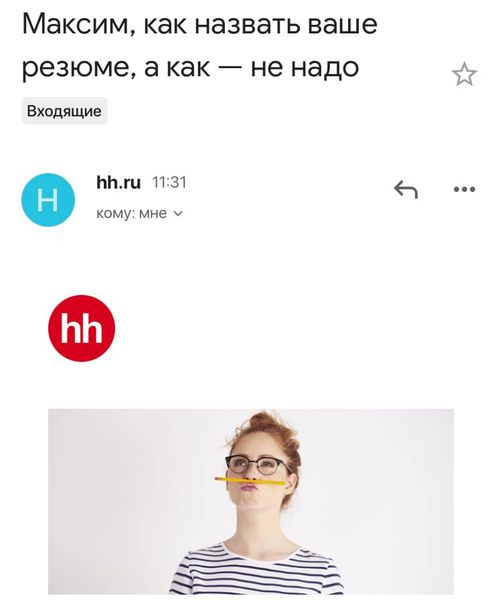 Максим, как назвать ваше
резюме, а как — не надо
Входящие
hh.ru 11:31
H
кому: мне
hh